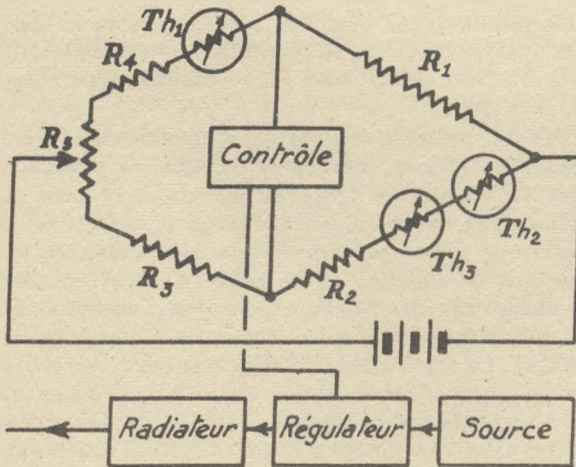 Th₁
R₄
R₁
R₅
Contrôle
Th₂
Th₃
R₃
R₂
Radiateur
Régulateur
Source